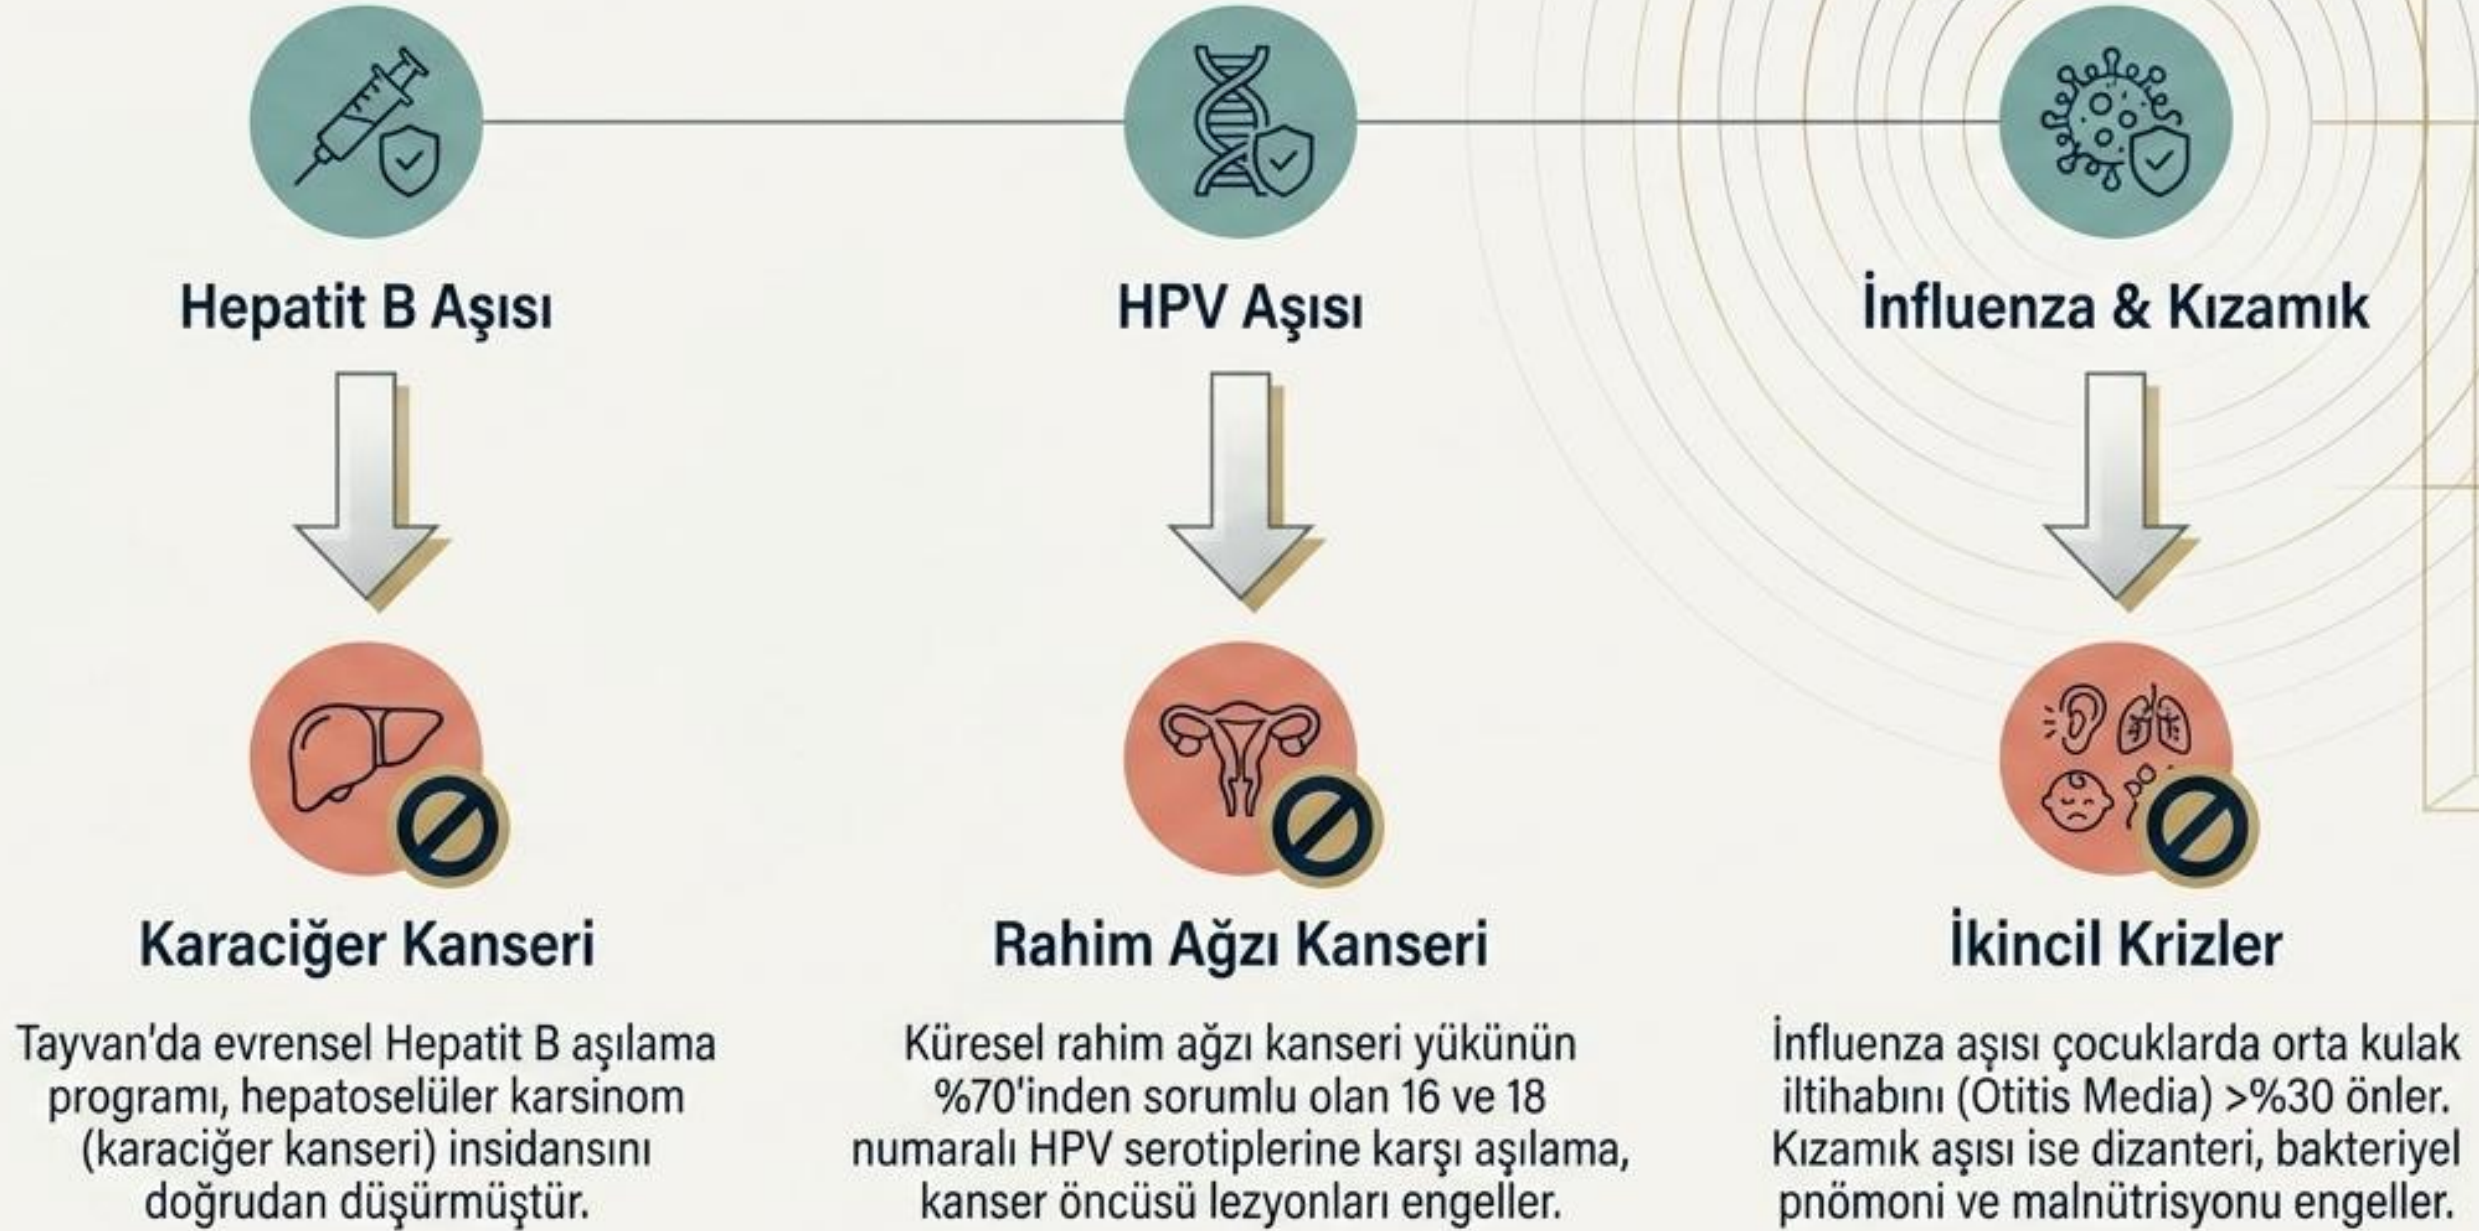 Hepatit B Aşısı
HPV Aşısı
İnfluenza & Kızamık
Karaciğer Kanseri
Tayvan'da evrensel Hepatit B aşılama
programı, hepatoselüler karsinom
(karaciğer kanseri) insidansını
doğrudan düşürmüştür.
Rahim Ağzı Kanseri
Küresel rahim ağzı kanseri yükünün
%70'inden sorumlu olan 16 ve 18
numaralı HPV serotiplerine karşı aşılama,
kanser öncüsü lezyonları engeller.
İkincil Krizler
İnfluenza aşısı çocuklarda orta kulak
iltihabını (Otitis Media) >%30 önler.
Kızamık aşısı ise dizanteri, bakteriyel
pnömoni ve malnütrisyonu engeller.